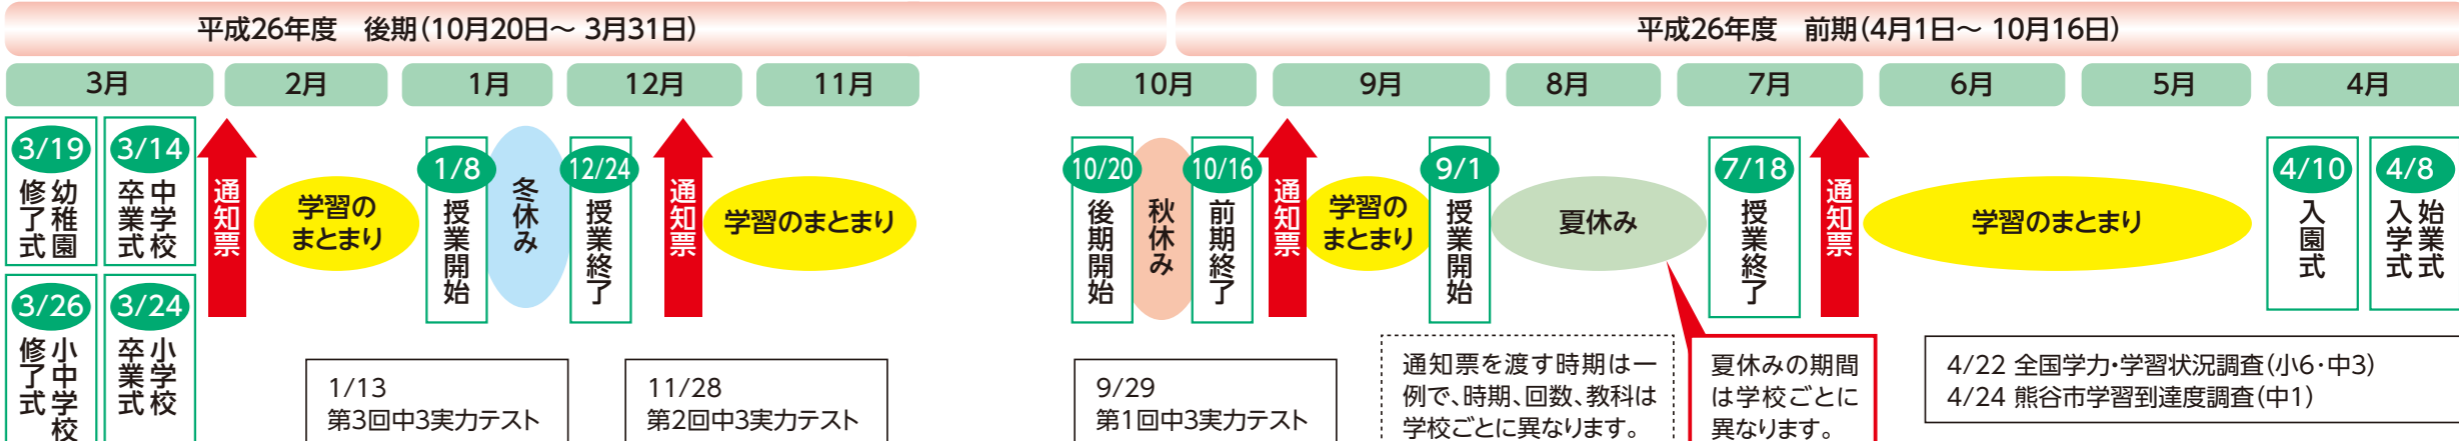 平成26年度　前期(4月1日～ 10月16日)
4月
5月
6月
7月
8月
9月
10月
4/8
始業式
入学式
4/10
入園式
学習のまとまり
通知票
7/18
授業終了
夏休み
9/1
授業開始
学習の
まとまり
通知票
10/16
前期終了
秋休み
10/20
後期開始
4/22 全国学力・学習状況調査(小6・中3)
4/24 熊谷市学習到達度調査(中1)
夏休みの期間
は学校ごとに
異なります。
通知票を渡す時期は一
例で、時期、回数、教科は
学校ごとに異なります。
9/29
第1回中3実力テスト
平成26年度　後期(10月20日～ 3月31日)
11月
12月
1月
2月
3月
学習のまとまり
通知票
12/24
授業終了
冬休み
1/8
授業開始
学習の
まとまり
通知票
3/14
中学校
卒業式
3/19
幼稚園
修了式
3/24
小学校
卒業式
3/26
小中学校
修了式
11/28
第2回中3実力テスト
1/13
第3回中3実力テスト